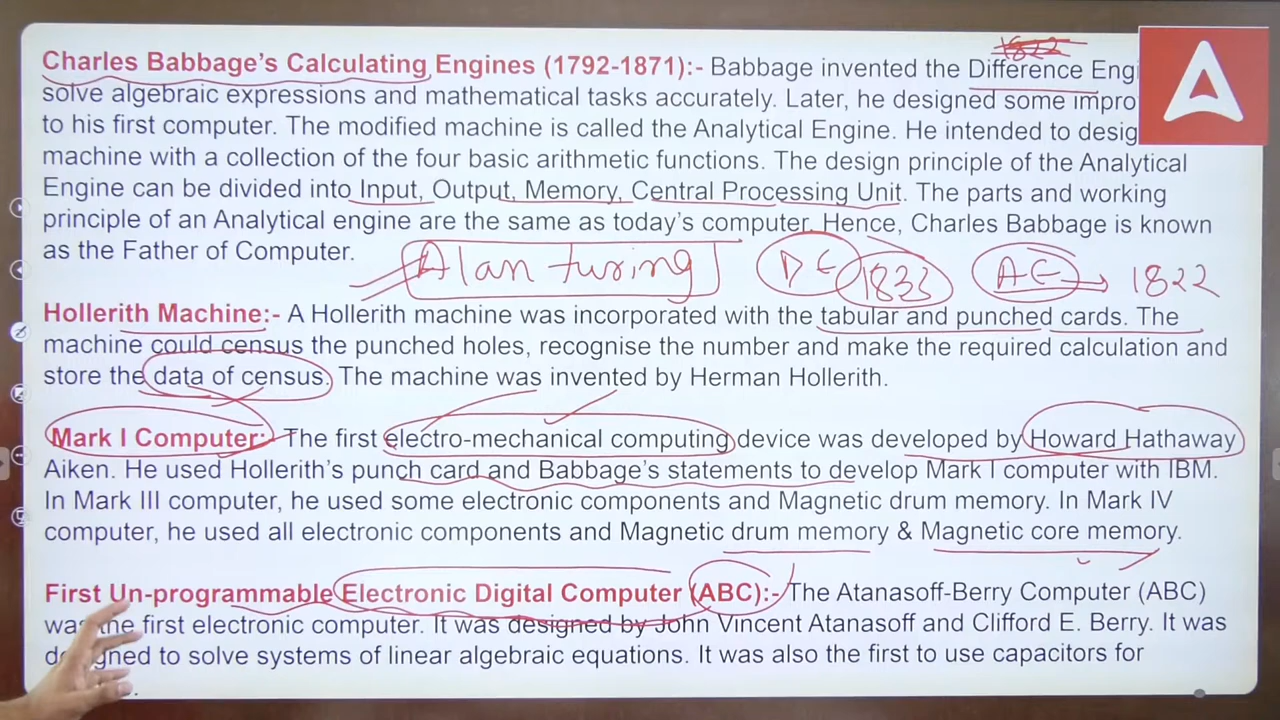 1822
Charles Babbage's Calculating Engines (1792-1871):- Babbage invented the Difference Engi
solve algebraic expressions and mathematical tasks accurately. Later, he designed some impro
to his first computer. The modified machine is called the Analytical Engine. He intended to desig
machine with a collection of the four basic arithmetic functions. The design principle of the Analytical
Engine can be divided into Input, Output, Memory, Central Processing Unit. The parts and working
principle of an Analytical engine are the same as today's computer. Hence, Charles Babbage is known
as the Father of Computer.
Alan turing DE 1833 AE → 1822
Hollerith Machine:- A Hollerith machine was incorporated with the tabular and punched cards. The
machine could census the punched holes, recognise the number and make the required calculation and
store the data of census. The machine was invented by Herman Hollerith.
Mark I Computer:- The first electro-mechanical computing device was developed by Howard Hathaway
Aiken. He used Hollerith's punch card and Babbage's statements to develop Mark I computer with IBM.
In Mark III computer, he used some electronic components and Magnetic drum memory. In Mark IV
computer, he used all electronic components and Magnetic drum memory & Magnetic core memory.
First Un-programmable Electronic Digital Computer (ABC):- The Atanasoff-Berry Computer (ABC)
was the first electronic computer. It was designed by John Vincent Atanasoff and Clifford E. Berry. It was
designed to solve systems of linear algebraic equations. It was also the first to use capacitors for